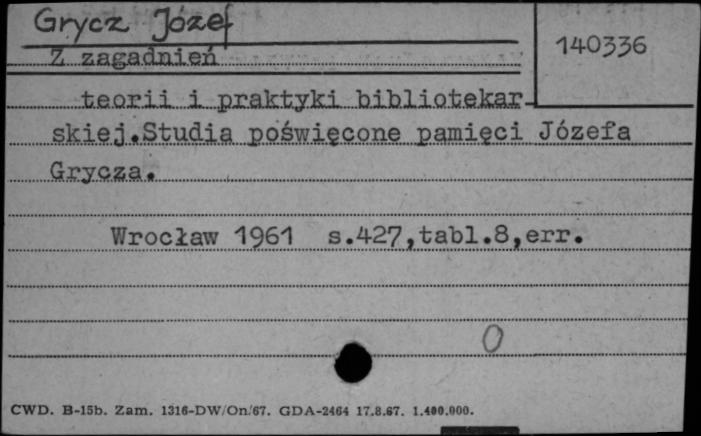 Grycz Józef
140336
Z zagadnień
teorii i praktyki bibliotekar-
skiej.Studia poświęcone pamięci Józefa
Grycza.
Wrocław 1961 s.427,tabl.8,err.
0
CWD. B-15b. Zam. 1316-DW/On/67. GDA-2464 17.8.67. 1.400.000.